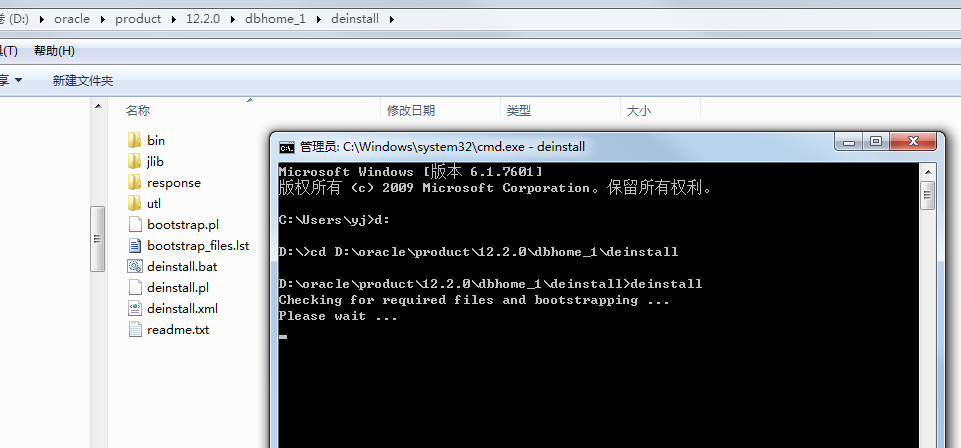 卷 (D:) oracle product 12.2.0 dbhome_1 deinstall
(T) 帮助(H)
享 新建文件夹
名称 修改日期 类型 大小
bin
jlib
response
utl
bootstrap.pl
bootstrap_files.lst
deinstall.bat
deinstall.pl
deinstall.xml
readme.txt
管理员: C:\Windows\system32\cmd.exe - deinstall
Microsoft Windows [版本 6.1.7601]
版权所有 (c) 2009 Microsoft Corporation。保留所有权利。
C:\Users\yj>d:
D:\>cd D:\oracle\product\12.2.0\dbhome_1\deinstall
D:\oracle\product\12.2.0\dbhome_1\deinstall>deinstall
Checking for required files and bootstrapping ...
Please wait ...